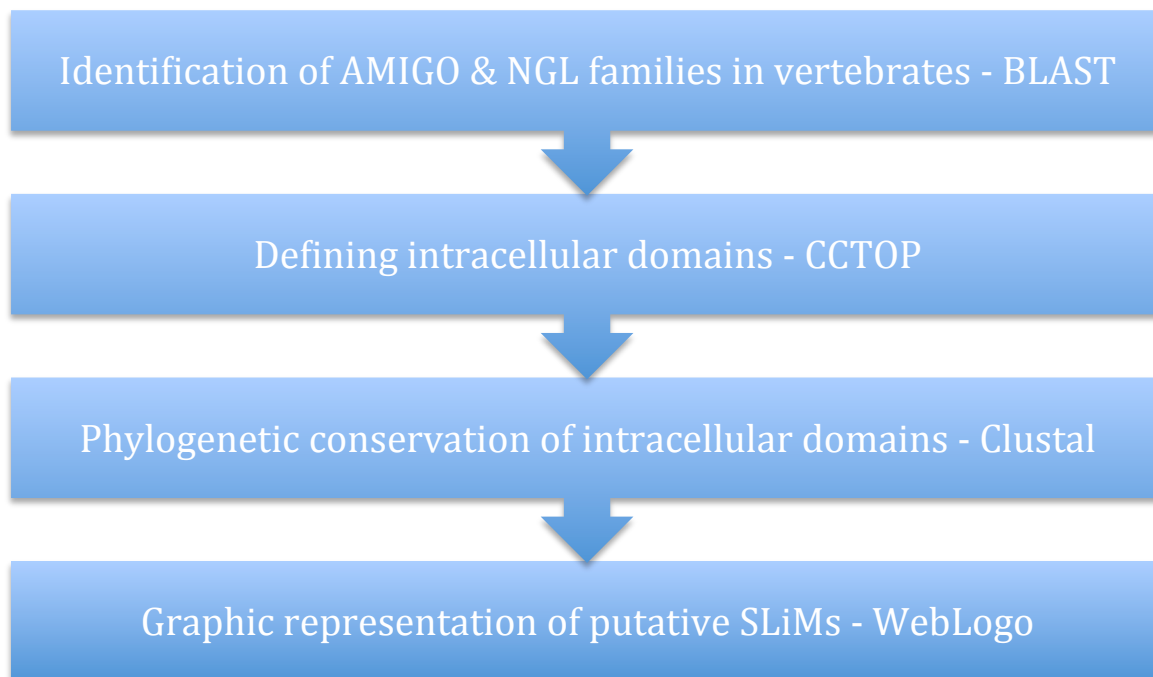 Identification of AMIGO & NGL families in vertebrates - BLAST
Defining intracellular domains - CCTOP
Phylogenetic conservation of intracellular domains - Clustal
Graphic representation of putative SLiMs - WebLogo